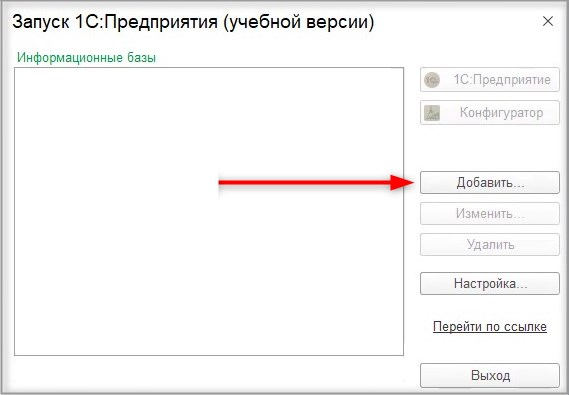 Запуск 1С:Предприятия (учебной версии)
Информационные базы
1С:Предприятие
Конфигуратор
Добавить...
Изменить...
Удалить
Настройка...
Перейти по ссылке
Выход